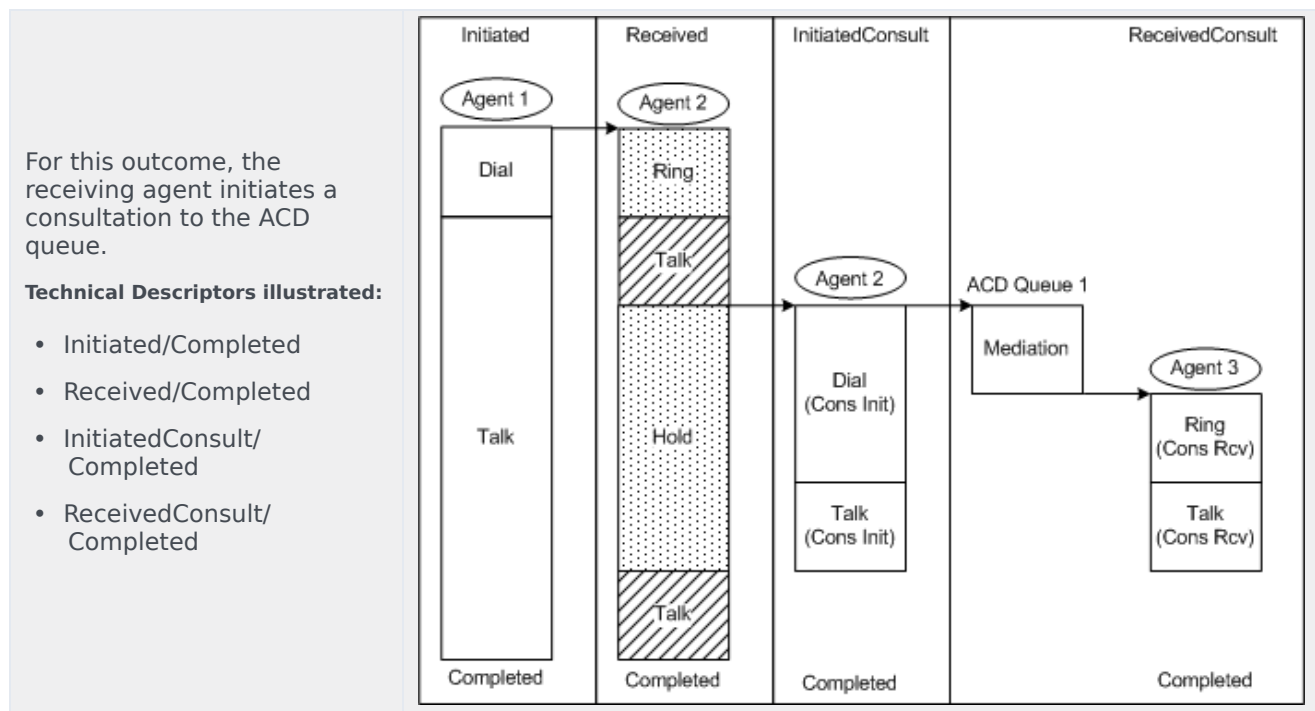 For this outcome, the
receiving agent initiates a
consultation to the ACD
queue.
Technical Descriptors illustrated:
• Initiated/Completed
• Received/Completed
• InitiatedConsult/
Completed
• ReceivedConsult/
Completed
Initiated
Received
InitiatedConsult
ReceivedConsult
Agent 1
Agent 2
Dial
Ring
Talk
Agent 2
ACD Queue 1
Mediation
Agent 3
Dial
(Cons Init)
Ring
(Cons Rcv)
Talk
Hold
Talk
(Cons Init)
Talk
(Cons Rcv)
Talk
Completed
Completed
Completed
Completed